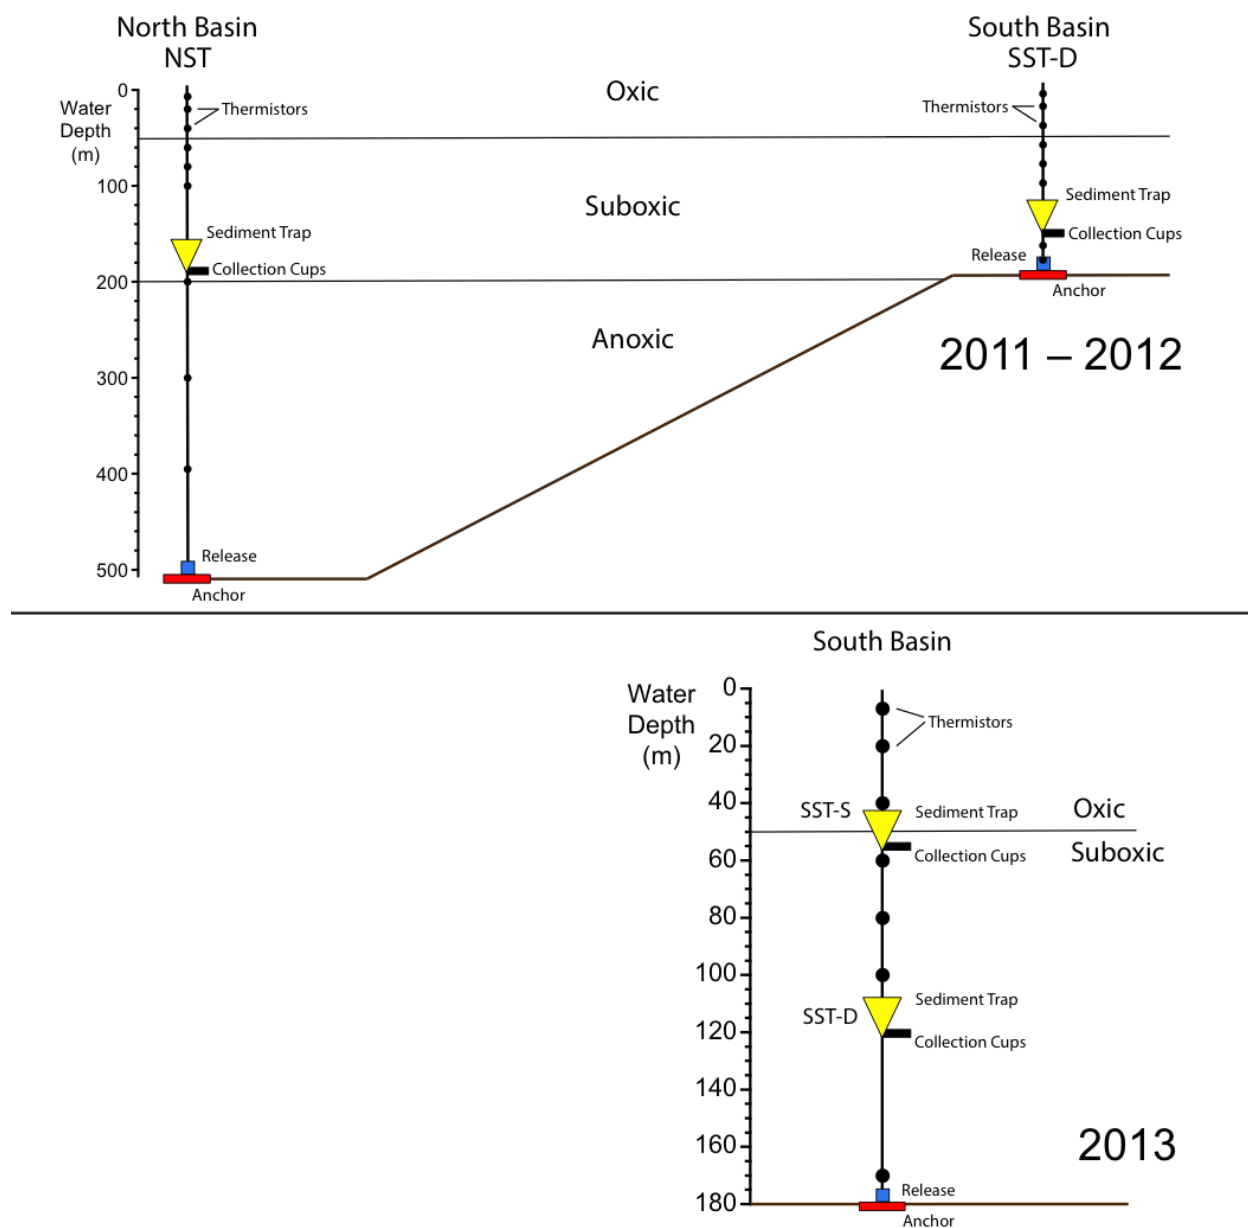 North Basin
NST
South Basin
SST-D
Water
Depth
(m)
0
100
200
300
400
500
Thermistors
Oxic
Thermistors
Suboxic
Sediment Trap
Collection Cups
Sediment Trap
Collection Cups
Release
Anchor
Anoxic
2011 – 2012
Release
Anchor
South Basin
Water
Depth
(m)
0
20
40
60
80
100
120
140
160
180
Thermistors
SST-S
Sediment Trap
Oxic
Collection Cups
Suboxic
Sediment Trap
SST-D
Collection Cups
2013
Release
Anchor